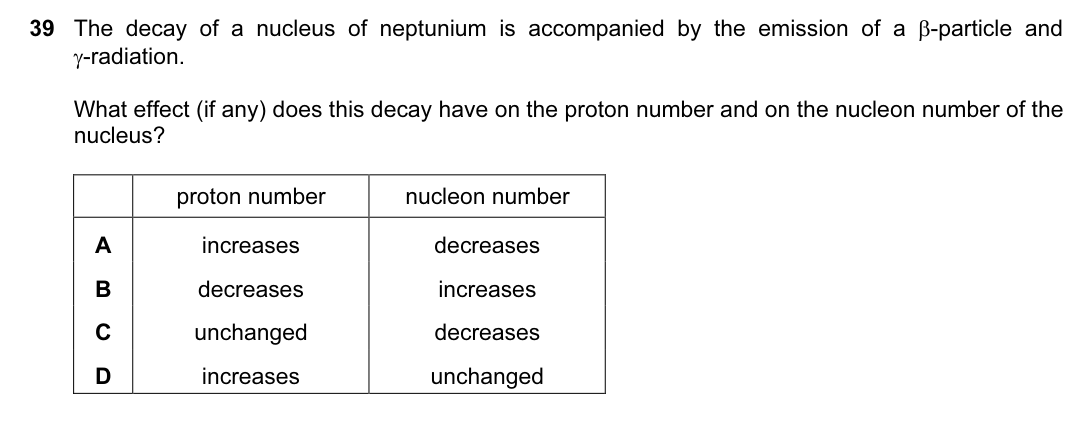 39 The decay of a nucleus of neptunium is accompanied by the emission of a β-particle and
γ-radiation.
What effect (if any) does this decay have on the proton number and on the nucleon number of the
nucleus?
proton number nucleon number
A increases decreases
B decreases increases
C unchanged decreases
D increases unchanged